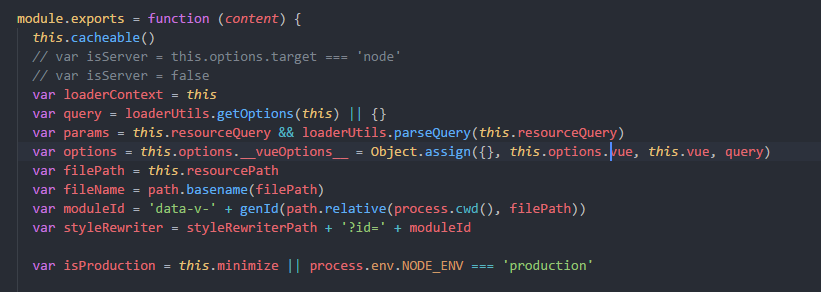 module.exports = function (content) {
this.cacheable()
// var isServer = this.options.target === 'node'
// var isServer = false
var loaderContext = this
var query = loaderUtils.getOptions(this) || {}
var params = this.resourceQuery && loaderUtils.parseQuery(this.resourceQuery)
var options = this.options.__vueOptions__ = Object.assign({}, this.options.vue, this.vue, query)
var filePath = this.resourcePath
var fileName = path.basename(filePath)
var moduleId = 'data-v-' + genId(path.relative(process.cwd(), filePath))
var styleRewriter = styleRewriterPath + '?id=' + moduleId
var isProduction = this.minimize || process.env.NODE_ENV === 'production'